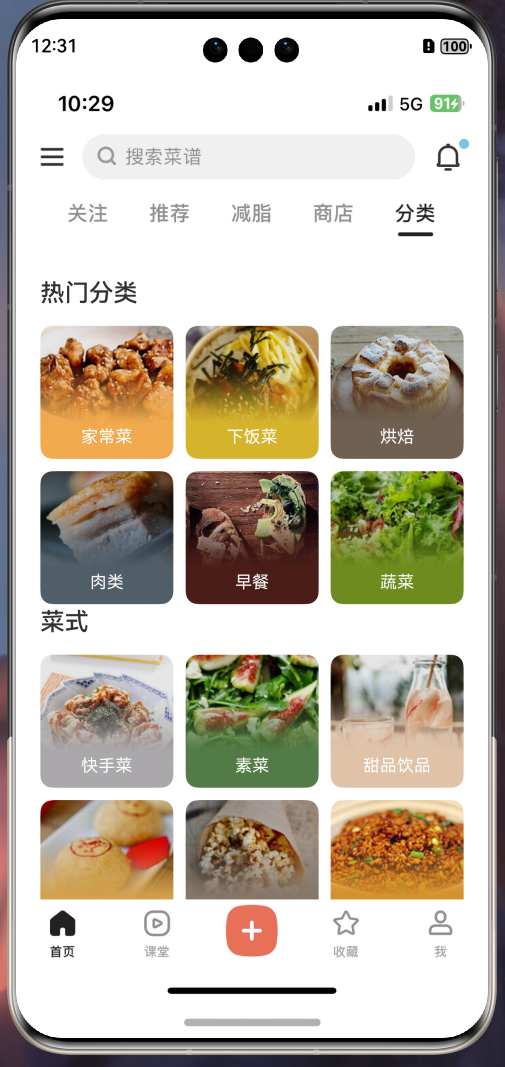 12:31
100
10:29
5G
91
搜索菜谱
关注 推荐 减脂 商店 分类
热门分类
家常菜 下饭菜 烘焙
肉类 早餐 蔬菜
菜式
快手菜 素菜 甜品饮品
首页 课堂 收藏 我